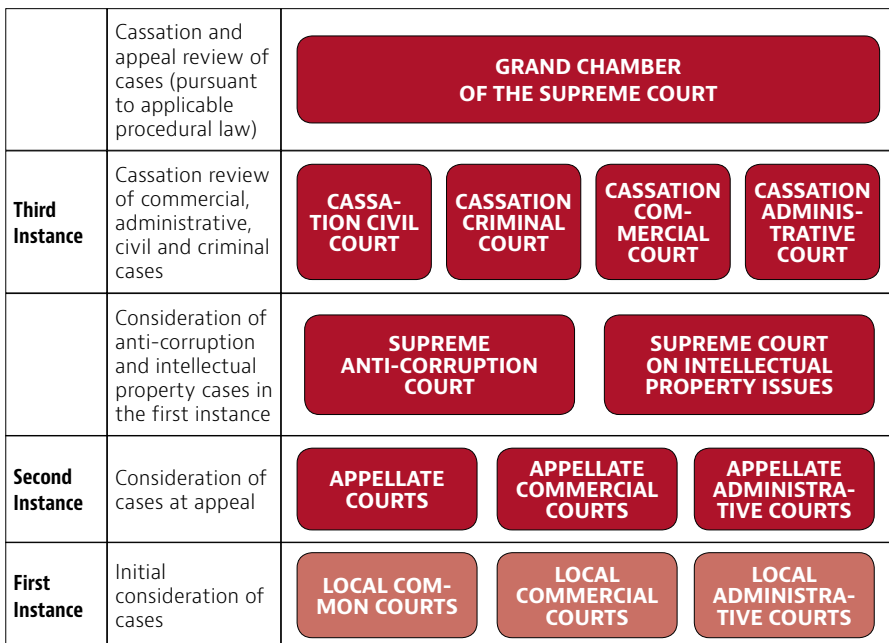 Cassation and
appeal review of
cases (pursuant
to applicable
procedural law)
GRAND CHAMBER
OF THE SUPREME COURT
Third
Instance
Cassation review
of commercial,
administrative,
civil and criminal
cases
CASSA-
TION CIVIL
COURT
CASSATION
CRIMINAL
COURT
CASSATION
COM-
MERCIAL
COURT
CASSATION
ADMINIS-
TRATIVE
COURT
Consideration of
anti-corruption
and intellectual
property cases in
the first instance
SUPREME
ANTI-CORRUPTION
COURT
SUPREME COURT
ON INTELLECTUAL
PROPERTY ISSUES
Second
Instance
Consideration of
cases at appeal
APPELLATE
COURTS
APPELLATE
COMMERCIAL
COURTS
APPELLATE
ADMINISTRA-
TIVE COURTS
First
Instance
Initial
consideration of
cases
LOCAL COM-
MON COURTS
LOCAL
COMMERCIAL
COURTS
LOCAL
ADMINISTRA-
TIVE COURTS